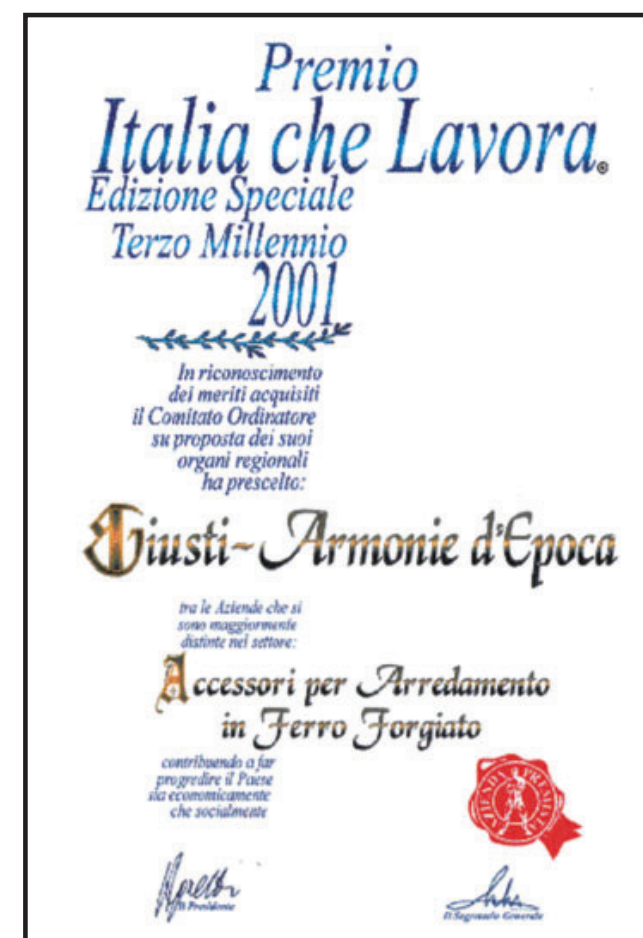 Premio
Italia che Lavora®
Edizione Speciale
Terzo Millennio
2001
In riconoscimento
dei meriti acquisiti
il Comitato Ordinatore
su proposta dei suoi
organi regionali
ha prescelto:
Giusti-Armonie d'Epoca
tra le Aziende che si
sono maggiormente
distinte nel settore:
Accessori per Arredamento
in Ferro Forgiato
contribuendo a far
progredire il Paese
sia economicamente
che socialmente
AZIENDA PREMIATA
Il Presidente
Il Segretario Generale